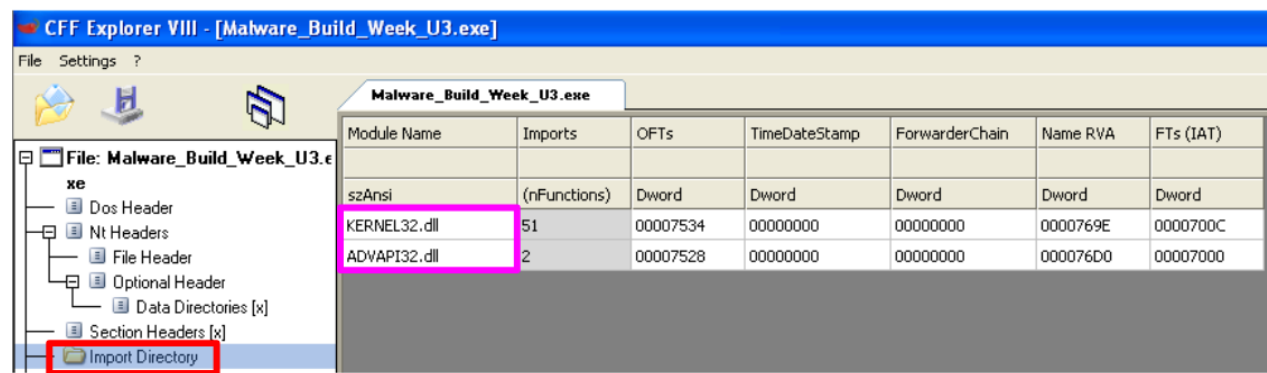 CFF Explorer VIII - [Malware_Build_Week_U3.exe]
File Settings ?
Malware_Build_Week_U3.exe
Module Name Imports OFTs TimeDateStamp ForwarderChain Name RVA FTs (IAT)
szAnsi (nFunctions) Dword Dword Dword Dword Dword
KERNEL32.dll 51 00007534 00000000 00000000 0000769E 0000700C
ADVAPI32.dll 2 00007528 00000000 00000000 000076D0 00007000
File: Malware_Build_Week_U3.e
xe
Dos Header
Nt Headers
File Header
Optional Header
Data Directories [x]
Section Headers [x]
Import Directory